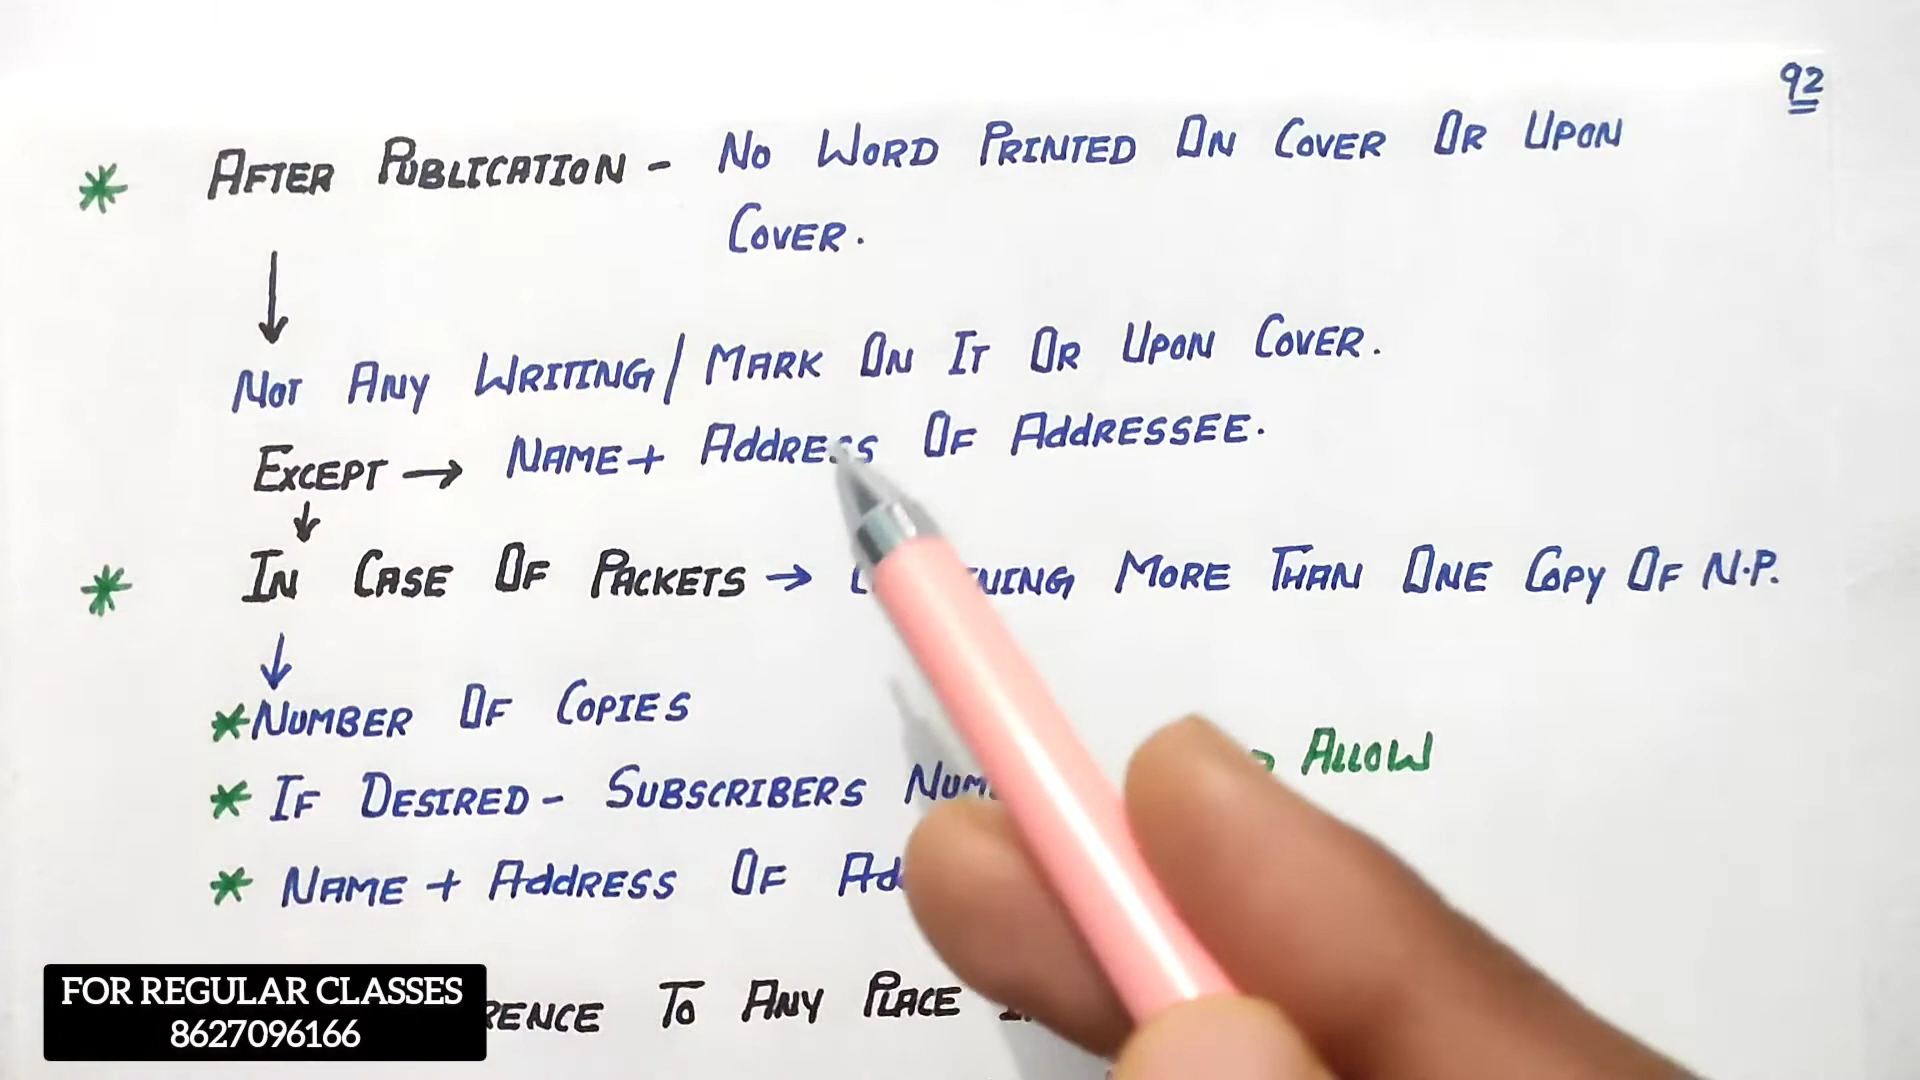 92
* AFTER PUBLICATION - NO WORD PRINTED ON COVER OR UPON
COVER.
↓
NOT ANY WRITING/MARK ON IT OR UPON COVER.
EXCEPT → NAME + ADDRESS OF ADDRESSEE.
↓
* IN CASE OF PACKETS → MORE THAN ONE COPY OF N.P.
↓
* NUMBER OF COPIES
→ ALLOW
* IF DESIRED - SUBSCRIBERS
* NAME + ADDRESS OF
TO ANY PLACE
FOR REGULAR CLASSES
8627096166